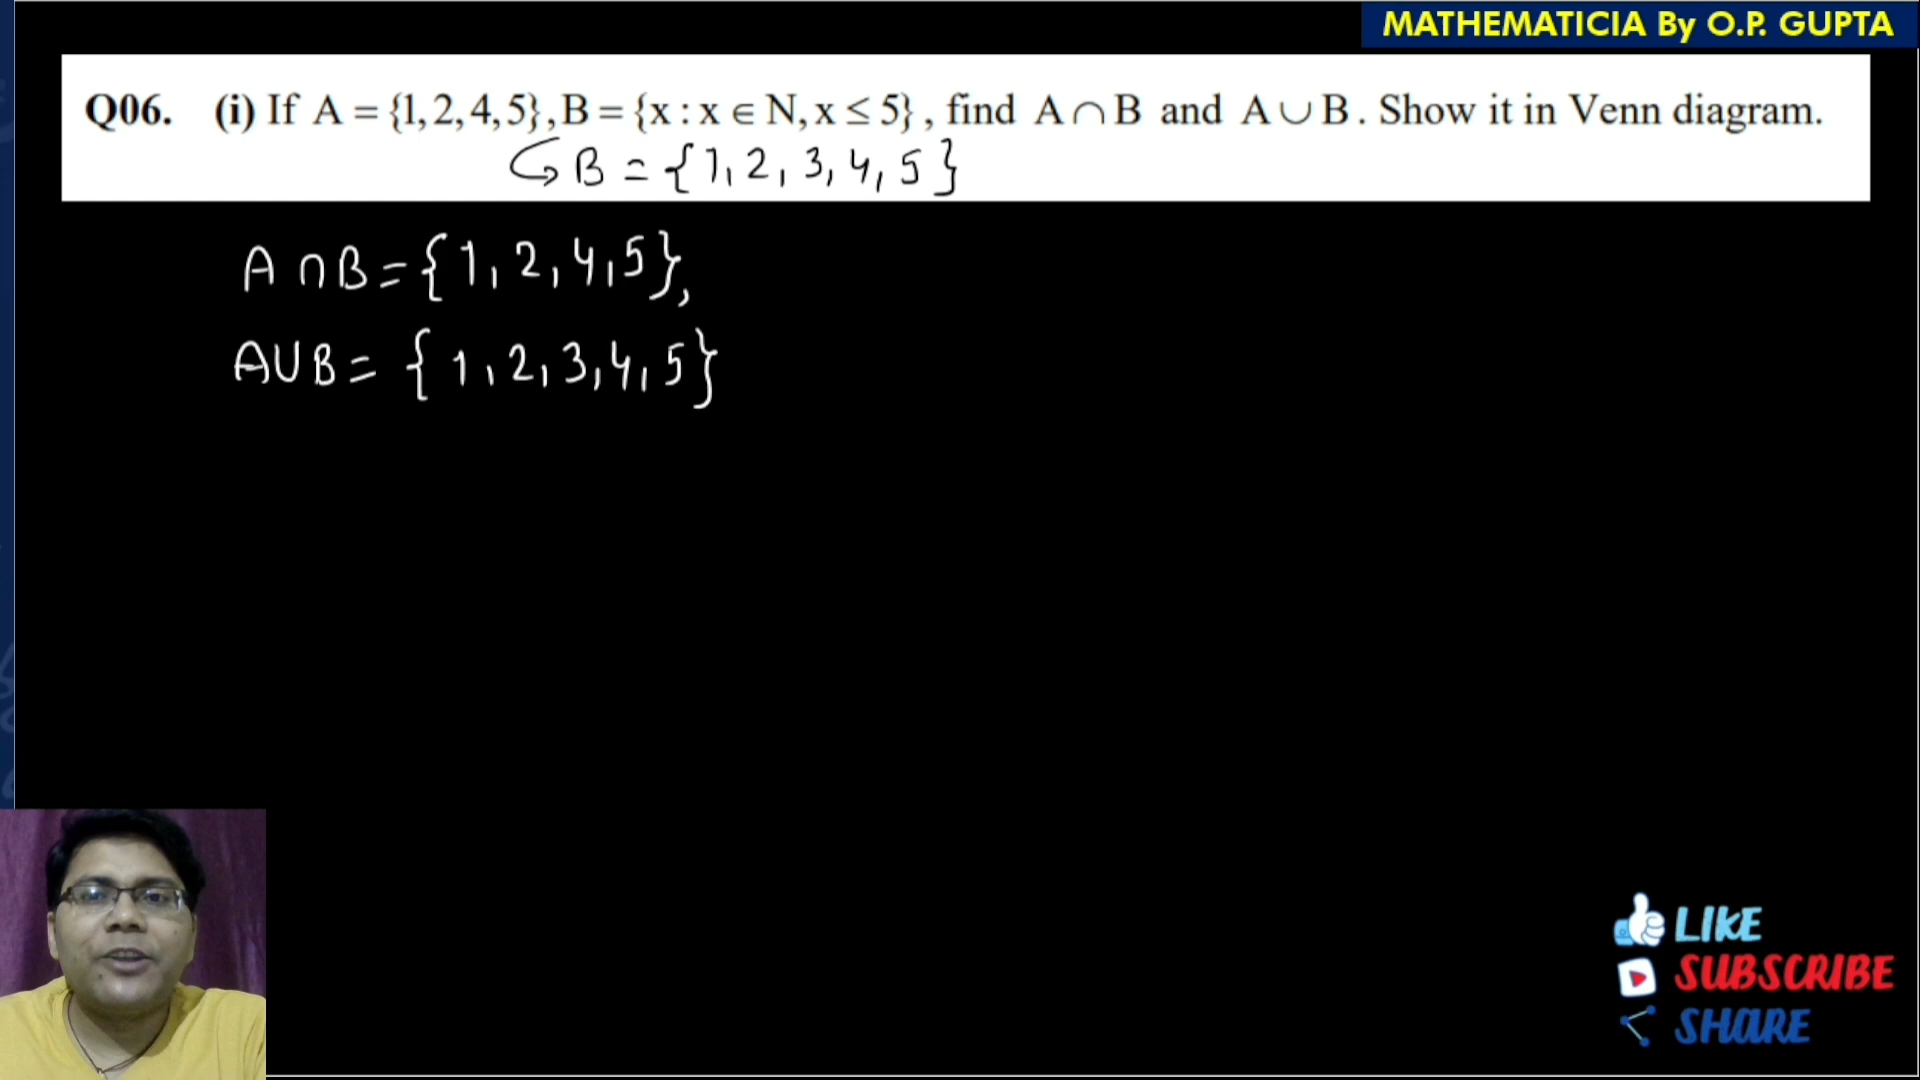 MATHEMATICIA By O.P. GUPTA
Q06. (i) If A = {1, 2, 4, 5}, B = {x : x ∈ N, x ≤ 5}, find A ∩ B and A ∪ B. Show it in Venn diagram.
B = {1, 2, 3, 4, 5}
A ∩ B = {1, 2, 4, 5},
A ∪ B = {1, 2, 3, 4, 5}
LIKE
SUBSCRIBE
SHARE